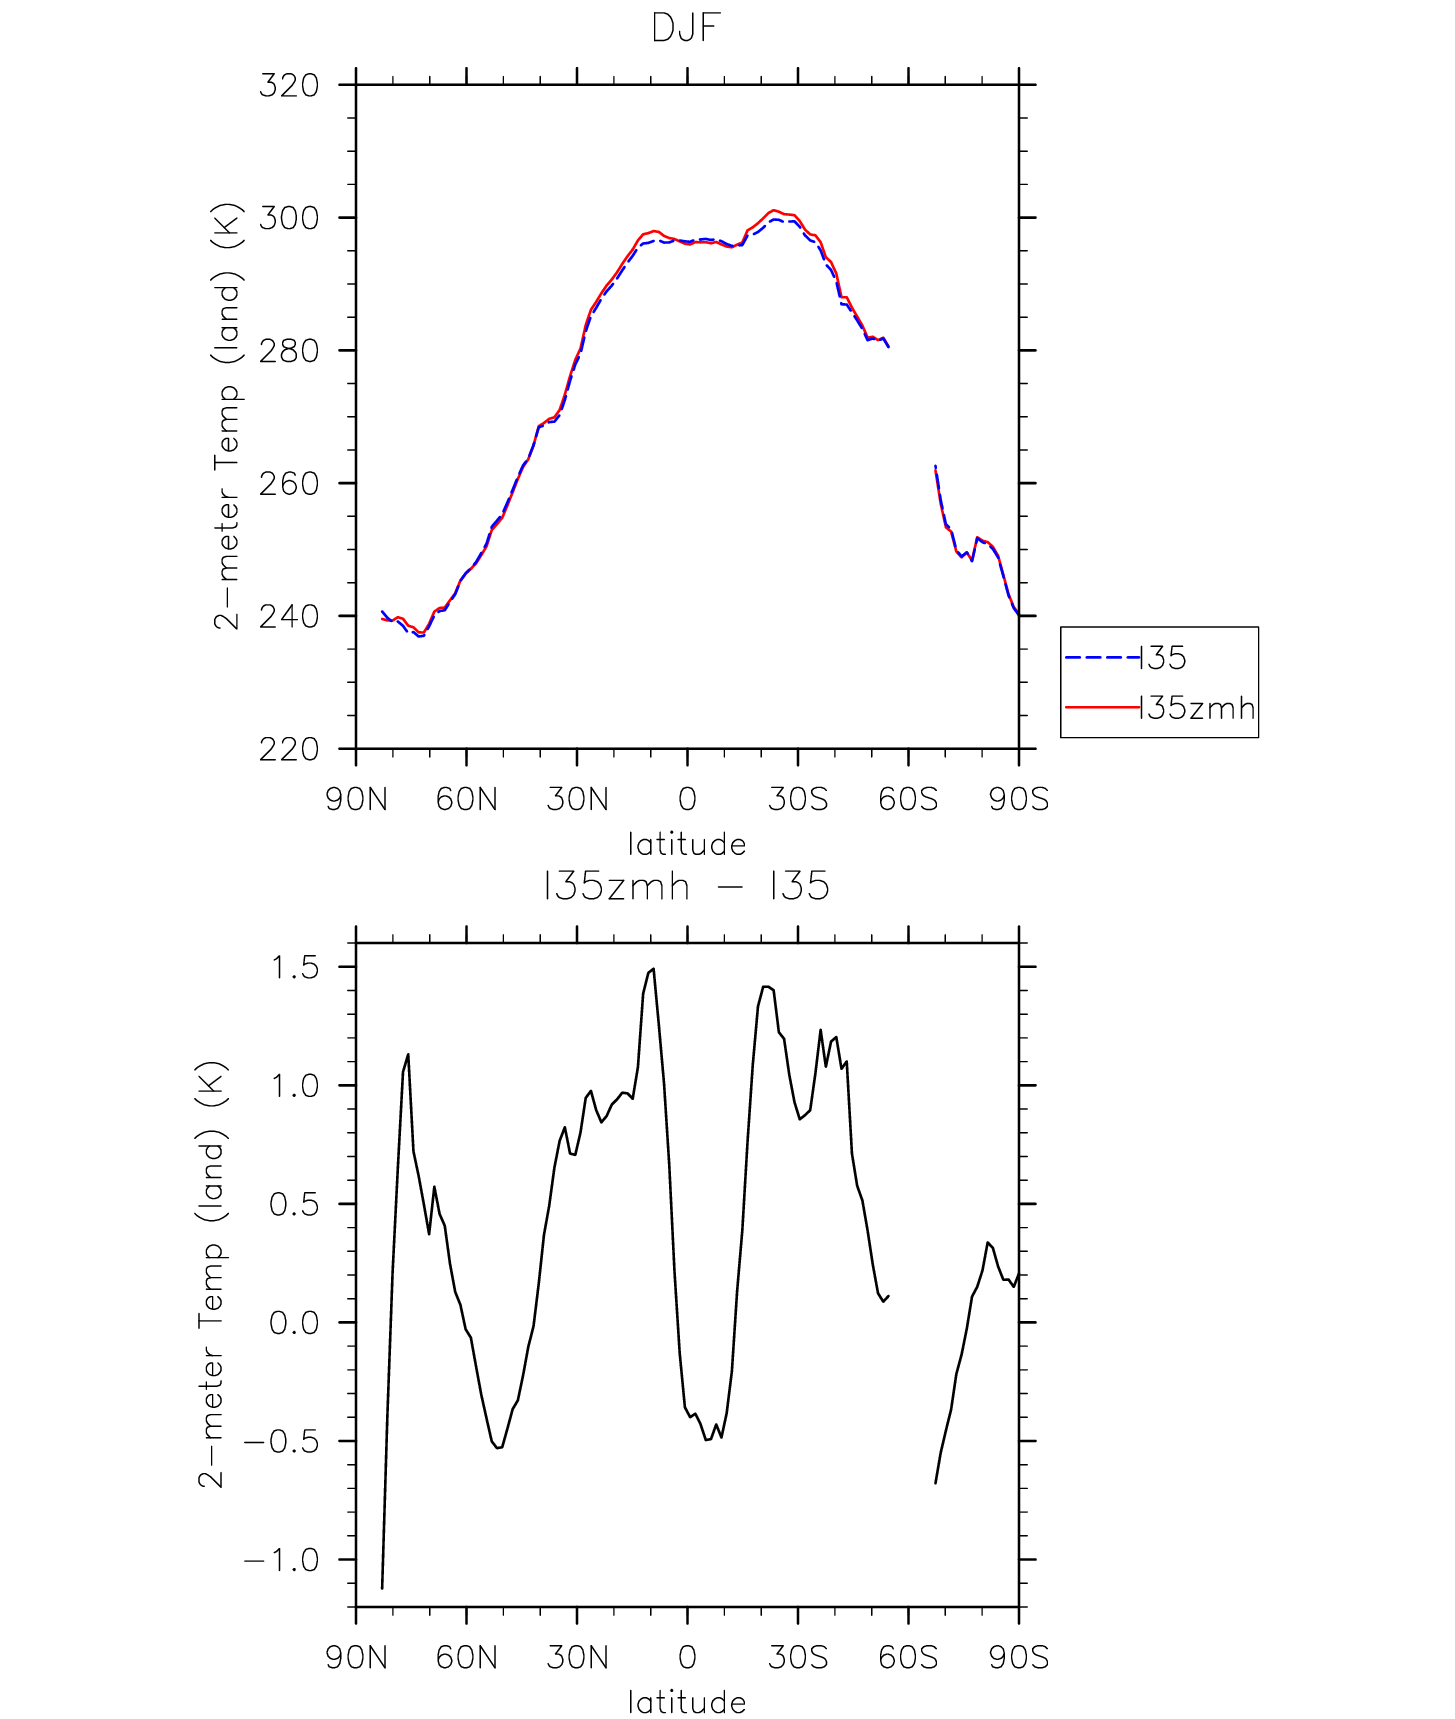 DJF
2-meter Temp (land) (K)
320
300
280
260
240
220
90N 60N 30N 0 30S 60S 90S
latitude
I35
I35zmh
I35zmh - I35
2-meter Temp (land) (K)
1.5
1.0
0.5
0.0
-0.5
-1.0
90N 60N 30N 0 30S 60S 90S
latitude